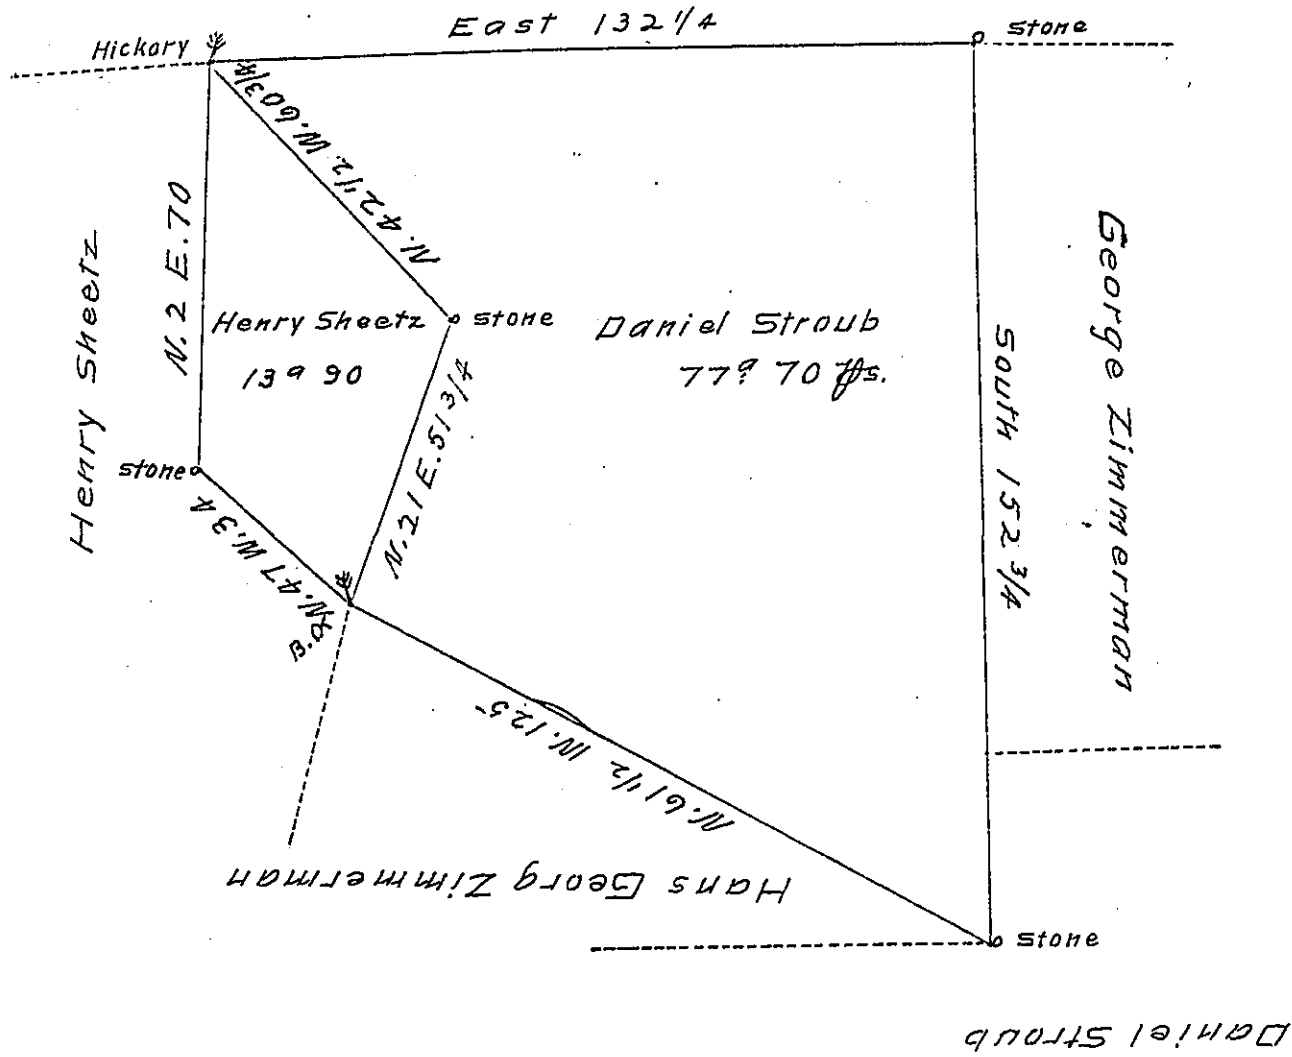 East 132 1/4
Hickory
stone
N. 42 1/2 W. 60 3/4
N. 2 E. 70
Henry Sheetz
Henry Sheetz
13 a 90
stone
Daniel Stroub
77 a 70 ps.
South 152 3/4
George Zimmerman
stone
N. 47 W. 34
N. 21 E. 51 3/4
B. O.
N. 61 1/2 W. 125
Hans Georg Zimmerman
stone
Daniel Stroub